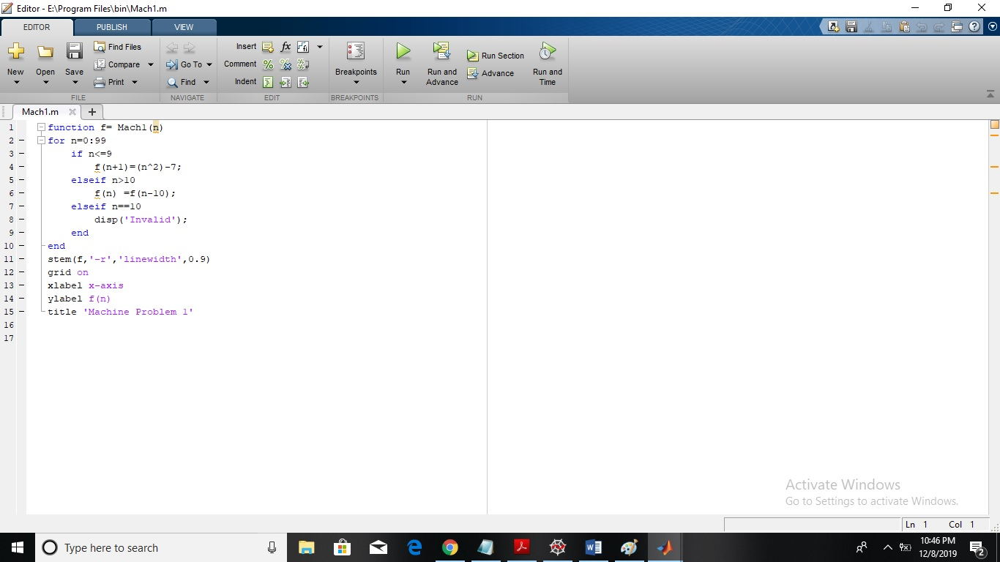 Editor - E:\Program Files\bin\Mach1.m
EDITOR PUBLISH VIEW
New Open Save Find Files Compare Print
Go To Find
Insert fx
Comment
Indent
Breakpoints
Run Run and Advance Run Section Advance Run and Time
FILE NAVIGATE EDIT BREAKPOINTS RUN
Mach1.m
1 function f= Mach1(n)
2 for n=0:99
3 if n<=9
4 f(n+1)=(n^2)-7;
5 elseif n>10
6 f(n) =f(n-10);
7 elseif n==10
8 disp('Invalid');
9 end
10 end
11 stem(f,'-r','linewidth',0.9)
12 grid on
13 xlabel x-axis
14 ylabel f(n)
15 title 'Machine Problem 1'
16
17
Activate Windows
Go to Settings to activate Windows.
Ln 1 Col 1
Type here to search
10:46 PM
12/8/2019
2